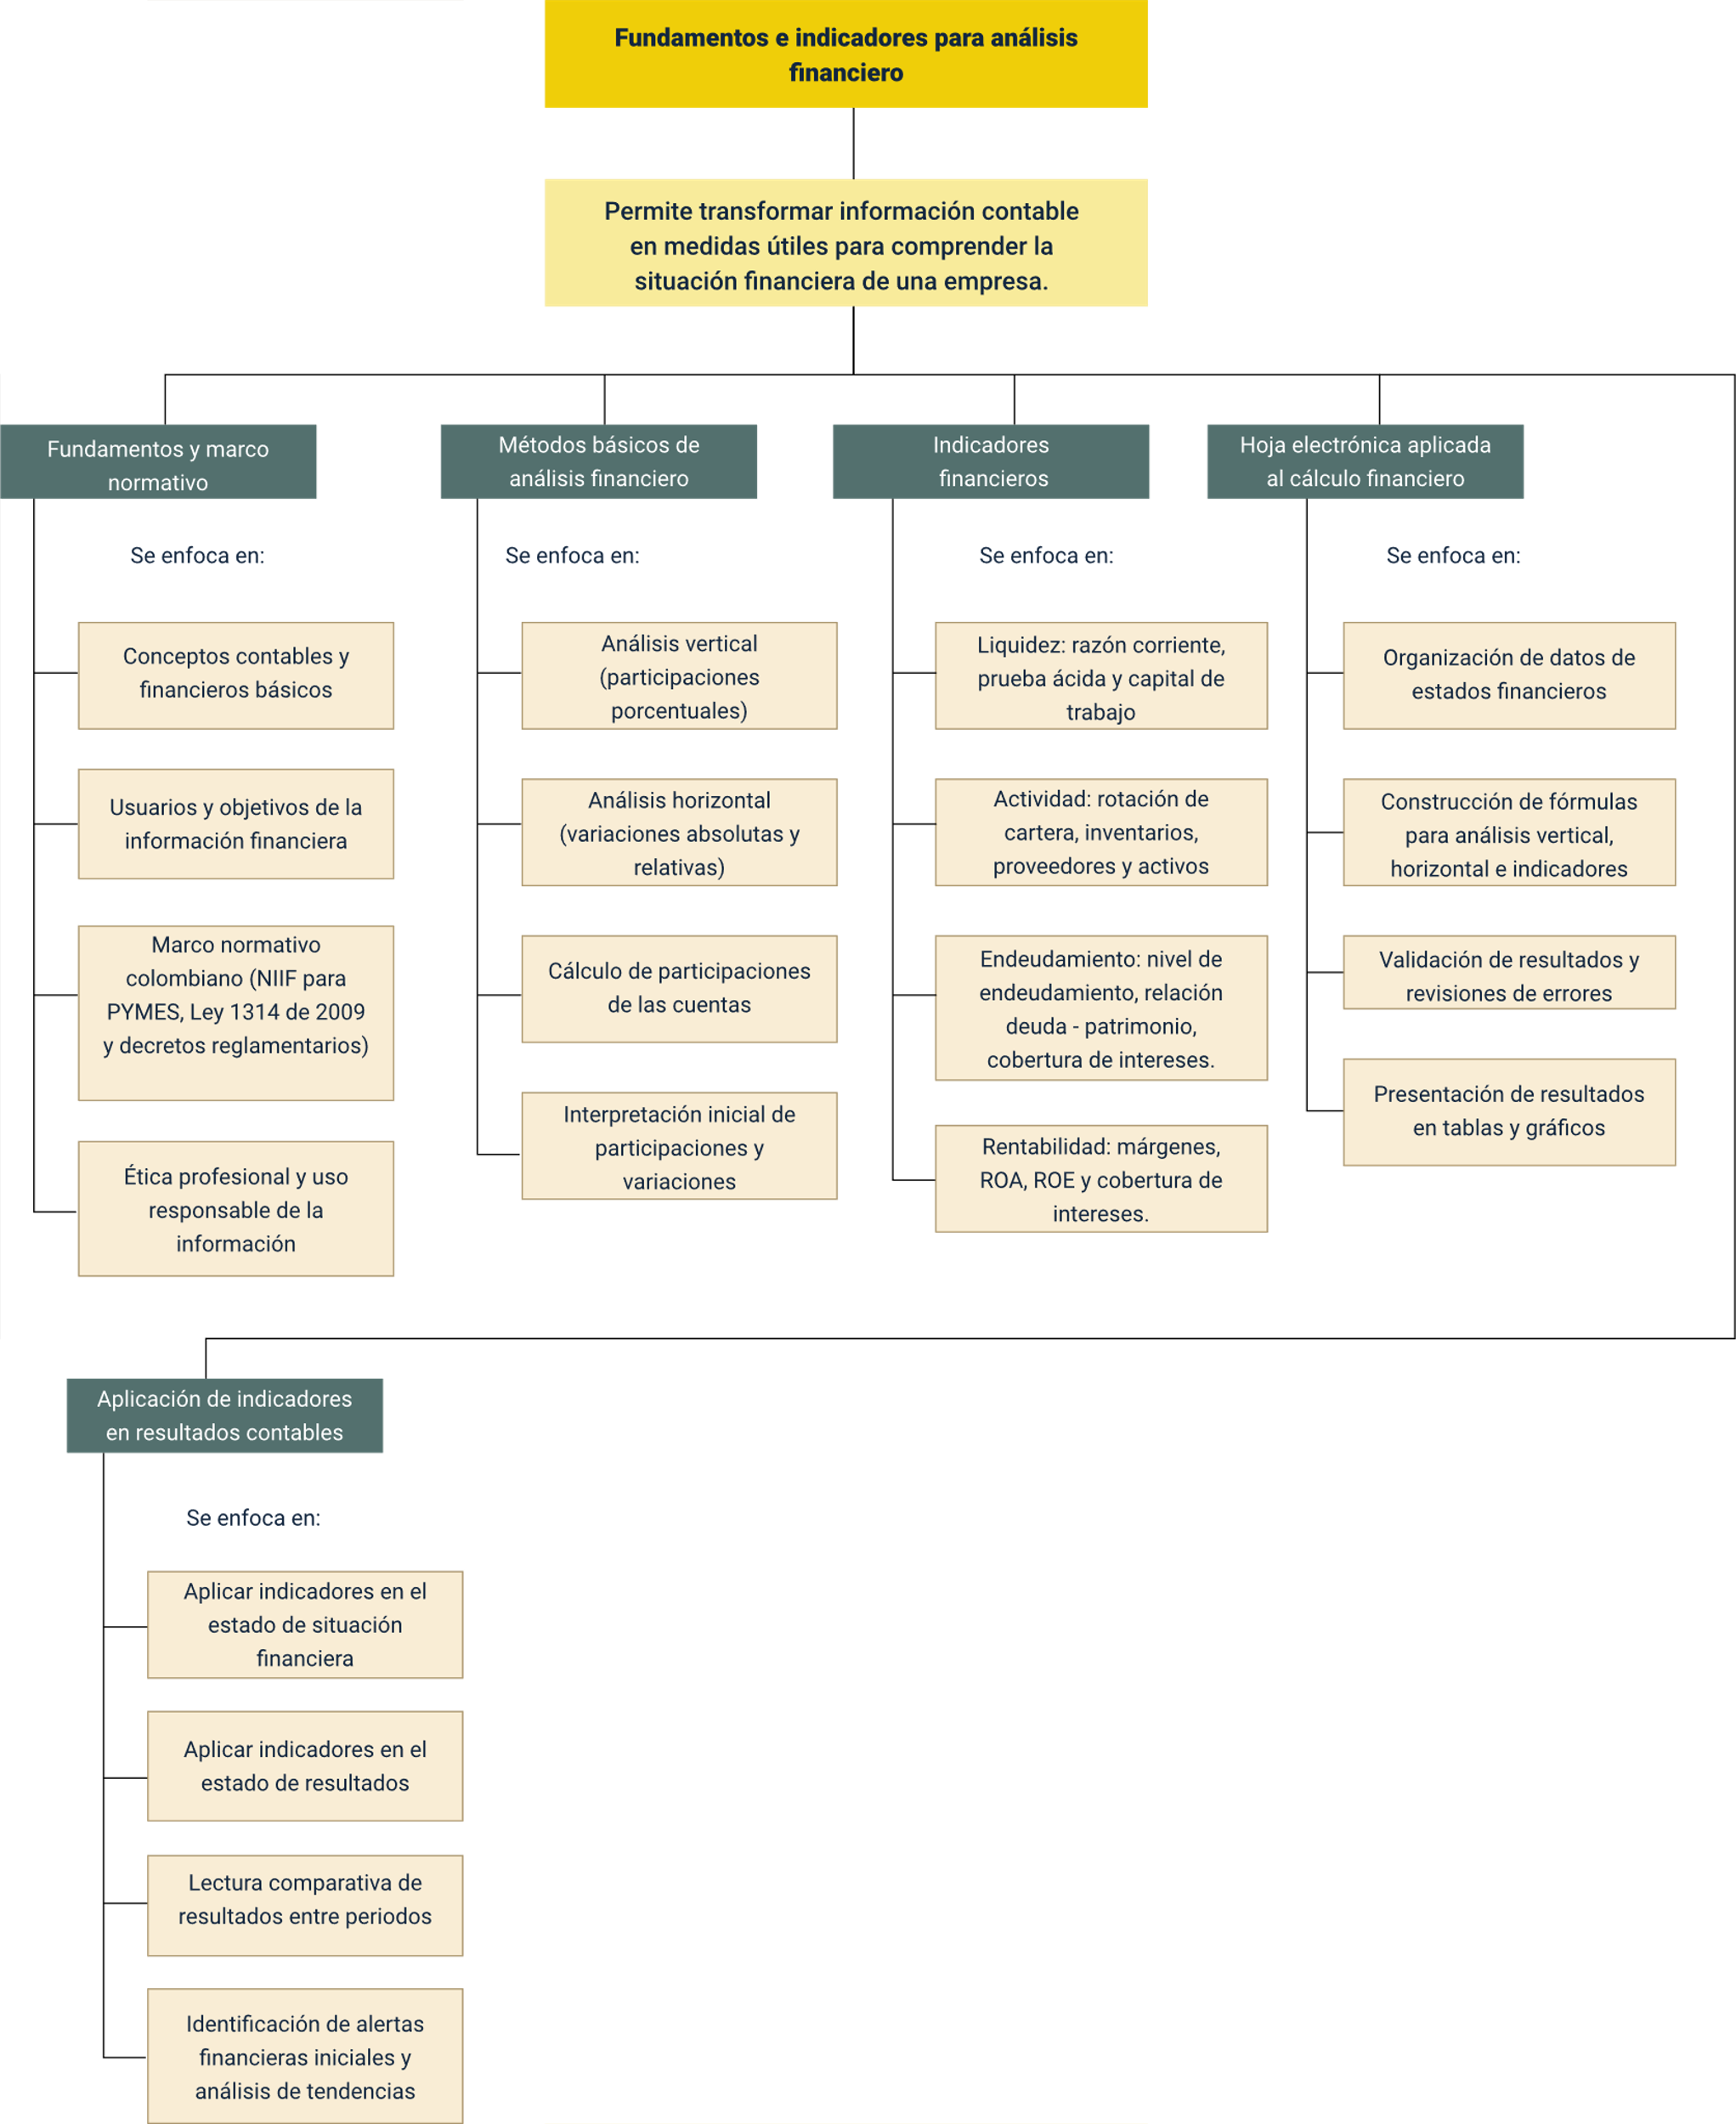 Fundamentos e indicadores para análisis
financiero
Permite transformar información contable
en medidas útiles para comprender la
situación financiera de una empresa.
Fundamentos y marco
normativo
Se enfoca en:
Conceptos contables y
financieros básicos
Usuarios y objetivos de la
información financiera
Marco normativo
colombiano (NIIF para
PYMES, Ley 1314 de 2009
y decretos reglamentarios)
Ética profesional y uso
responsable de la
información
Métodos básicos de
análisis financiero
Se enfoca en:
Análisis vertical
(participaciones
porcentuales)
Análisis horizontal
(variaciones absolutas y
relativas)
Cálculo de participaciones
de las cuentas
Interpretación inicial de
participaciones y
variaciones
Indicadores
financieros
Se enfoca en:
Liquidez: razón corriente,
prueba ácida y capital de
trabajo
Actividad: rotación de
cartera, inventarios,
proveedores y activos
Endeudamiento: nivel de
endeudamiento, relación
deuda - patrimonio,
cobertura de intereses.
Rentabilidad: márgenes,
ROA, ROE y cobertura de
intereses.
Hoja electrónica aplicada
al cálculo financiero
Se enfoca en:
Organización de datos de
estados financieros
Construcción de fórmulas
para análisis vertical,
horizontal e indicadores
Validación de resultados y
revisiones de errores
Presentación de resultados
en tablas y gráficos
Aplicación de indicadores
en resultados contables
Se enfoca en:
Aplicar indicadores en el
estado de situación
financiera
Aplicar indicadores en el
estado de resultados
Lectura comparativa de
resultados entre periodos
Identificación de alertas
financieras iniciales y
análisis de tendencias